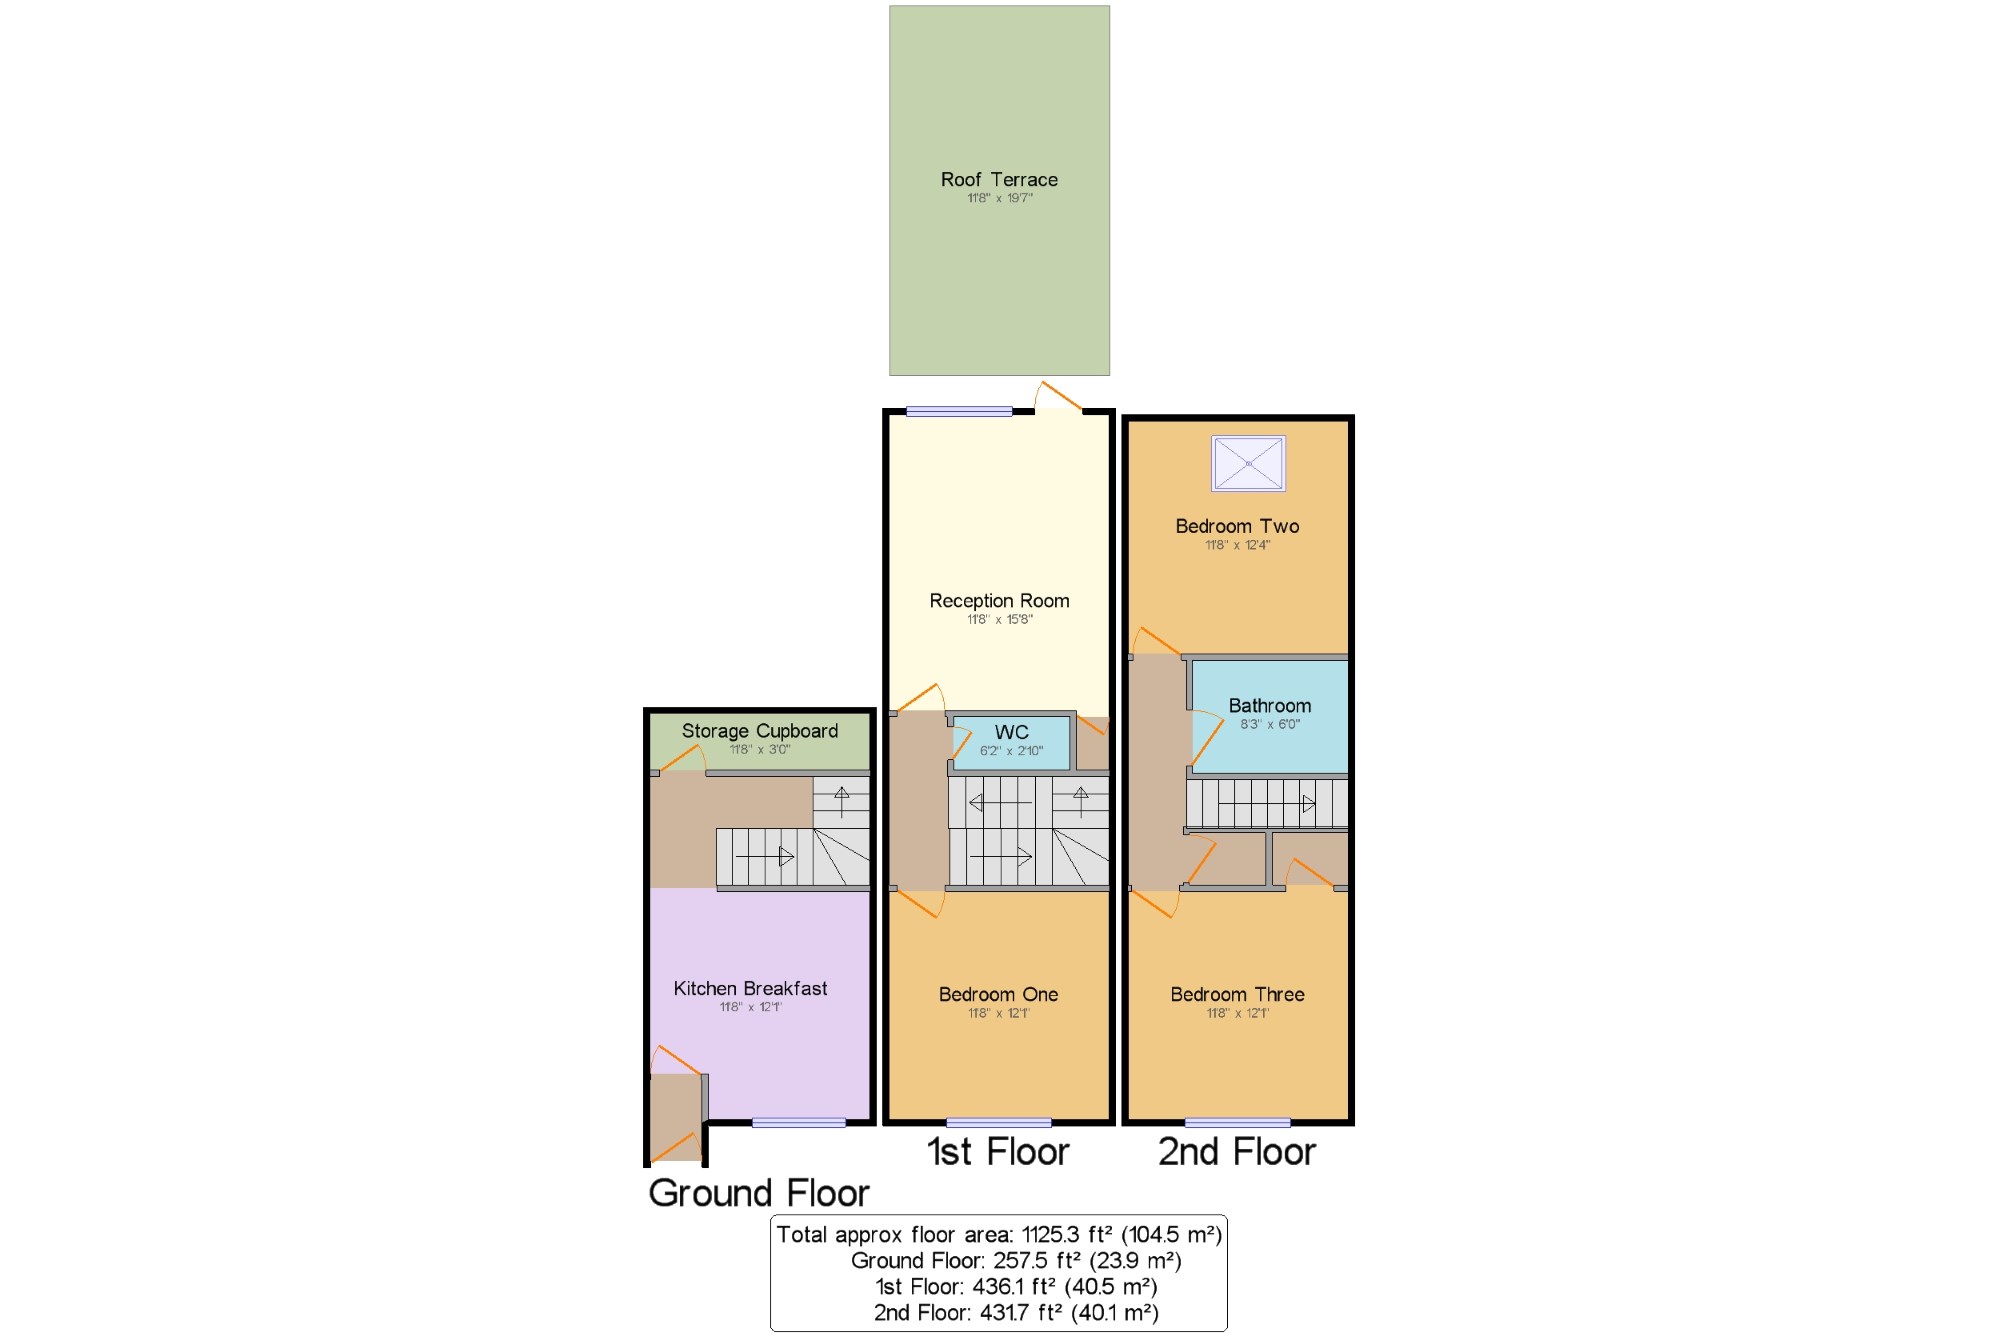 Roof Terrace
11'8" x 19'7"
Reception Room
11'8" x 15'8"
WC
6'2" x 2'10"
Bedroom One
11'8" x 12'1"
1st Floor
Bedroom Two
11'8" x 12'4"
Bathroom
8'3" x 6'0"
Bedroom Three
11'8" x 12'1"
2nd Floor
Storage Cupboard
11'8" x 3'0"
Kitchen Breakfast
11'8" x 12'1"
Ground Floor
Total approx floor area: 1125.3 ft² (104.5 m²)
Ground Floor: 257.5 ft² (23.9 m²)
1st Floor: 436.1 ft² (40.5 m²)
2nd Floor: 431.7 ft² (40.1 m²)